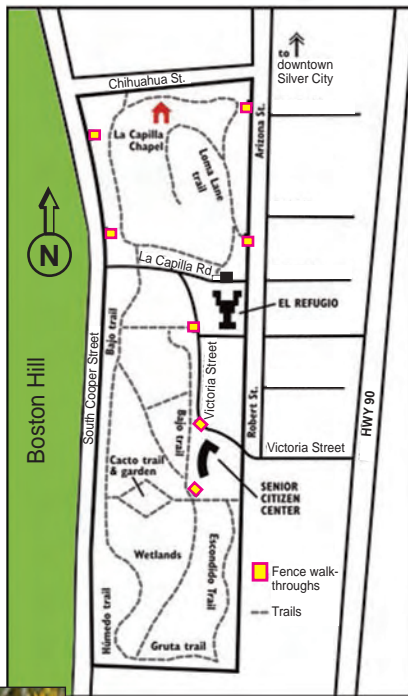 to
downtown
Silver City
Chihuahua St.
La Capilla
Chapel
Loma Lane
trail
Arizona St.
N
La Capilla Rd.
EL REFUGIO
Bajo trail
South Cooper Street
Boston Hill
Victoria Street
Bajo trail
Robert St.
HWY 90
Victoria Street
Cacto trail
& garden
SENIOR
CITIZEN
CENTER
Wetlands
Escondido Trail
Húmedo trail
Gruta trail
Fence walk-
throughs
Trails